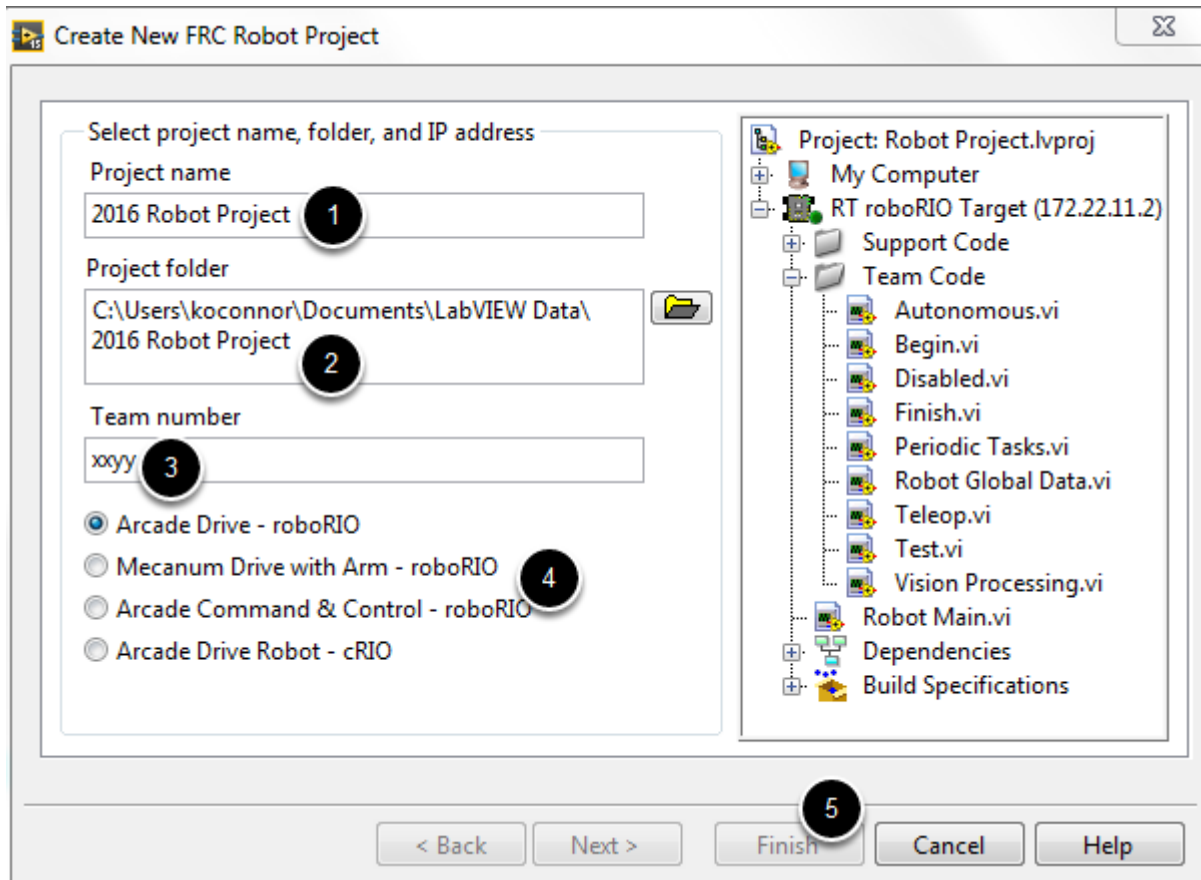 Create New FRC Robot Project
Select project name, folder, and IP address
Project name
2016 Robot Project
1
Project folder
C:\Users\koconnor\Documents\LabVIEW Data\
2016 Robot Project
2
Team number
xxyy
3
Arcade Drive - roboRIO
Mecanum Drive with Arm - roboRIO
4
Arcade Command & Control - roboRIO
Arcade Drive Robot - cRIO
Project: Robot Project.lvproj
My Computer
RT roboRIO Target (172.22.11.2)
Support Code
Team Code
Autonomous.vi
Begin.vi
Disabled.vi
Finish.vi
Periodic Tasks.vi
Robot Global Data.vi
Teleop.vi
Test.vi
Vision Processing.vi
Robot Main.vi
Dependencies
Build Specifications
5
< Back
Next >
Finish
Cancel
Help